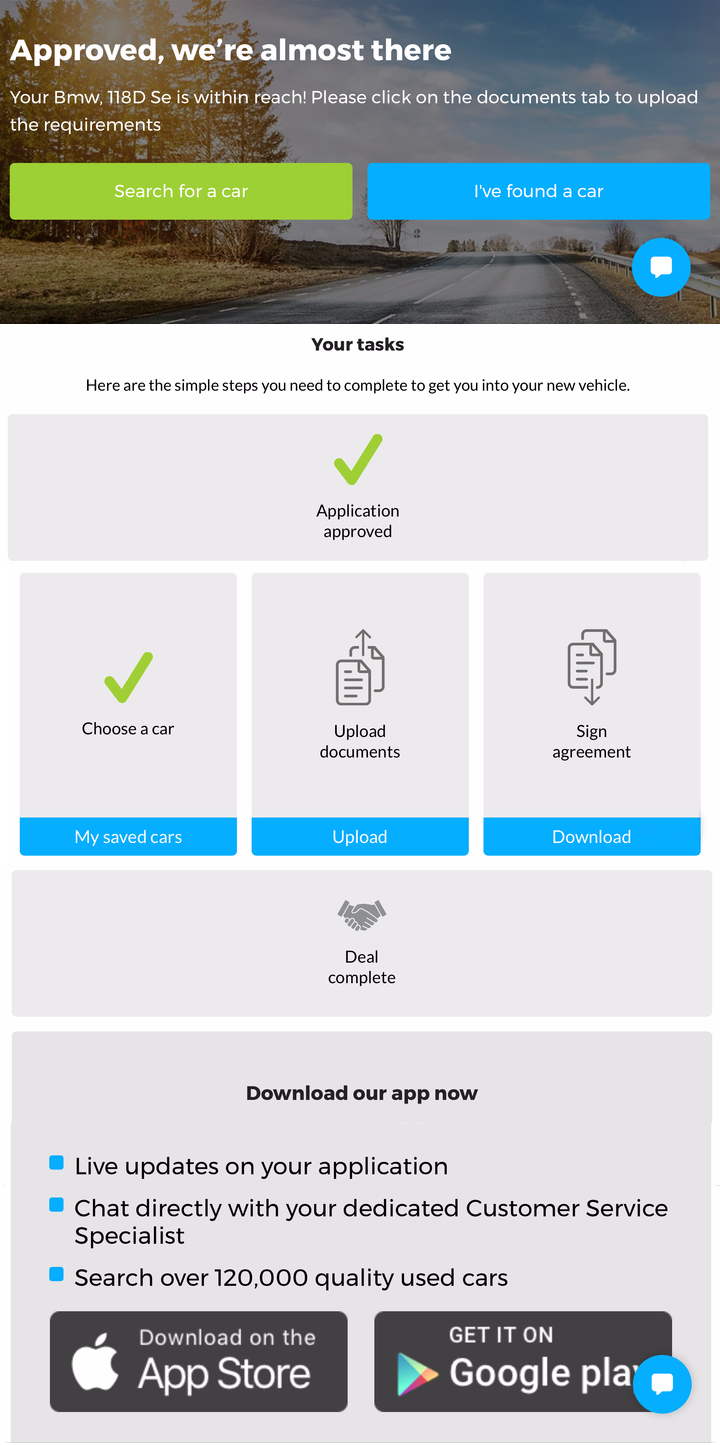 Approved, we're almost there
Your Bmw, 118D Se is within reach! Please click on the documents tab to upload
the requirements
Search for a car
I've found a car
Your tasks
Here are the simple steps you need to complete to get you into your new vehicle.
Application
approved
Choose a car
My saved cars
Upload
documents
Upload
Sign
agreement
Download
Deal
complete
Download our app now
Live updates on your application
Chat directly with your dedicated Customer Service
Specialist
Search over 120,000 quality used cars
Download on the
App Store
GET IT ON
Google play